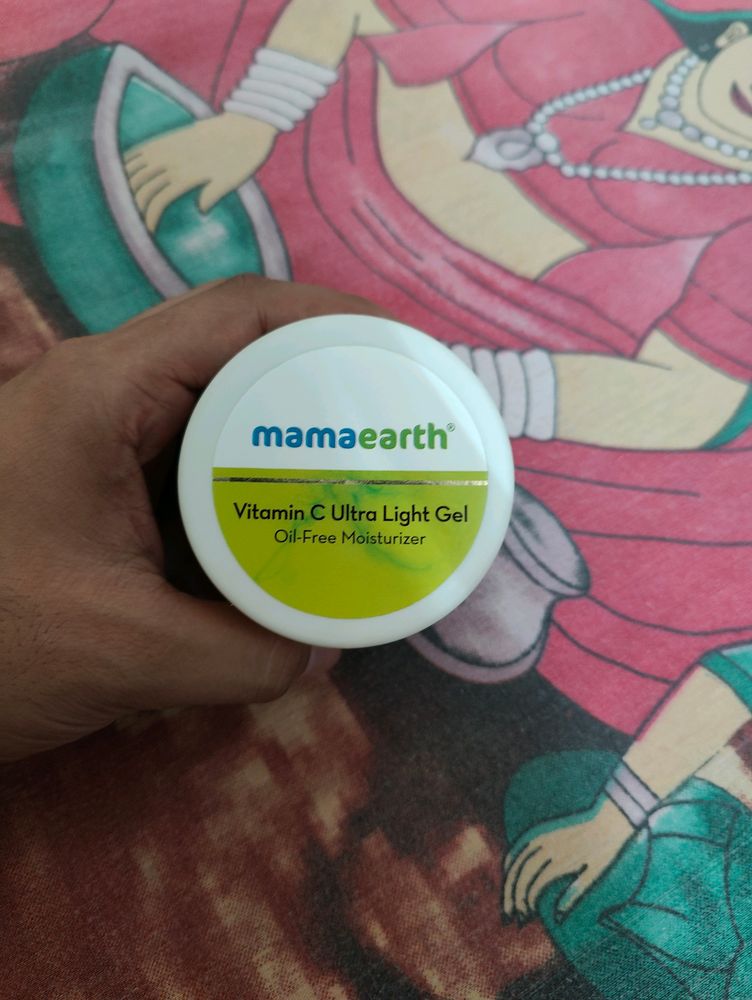 mamaearth®
Vitamin C Ultra Light Gel
Oil-Free Moisturizer